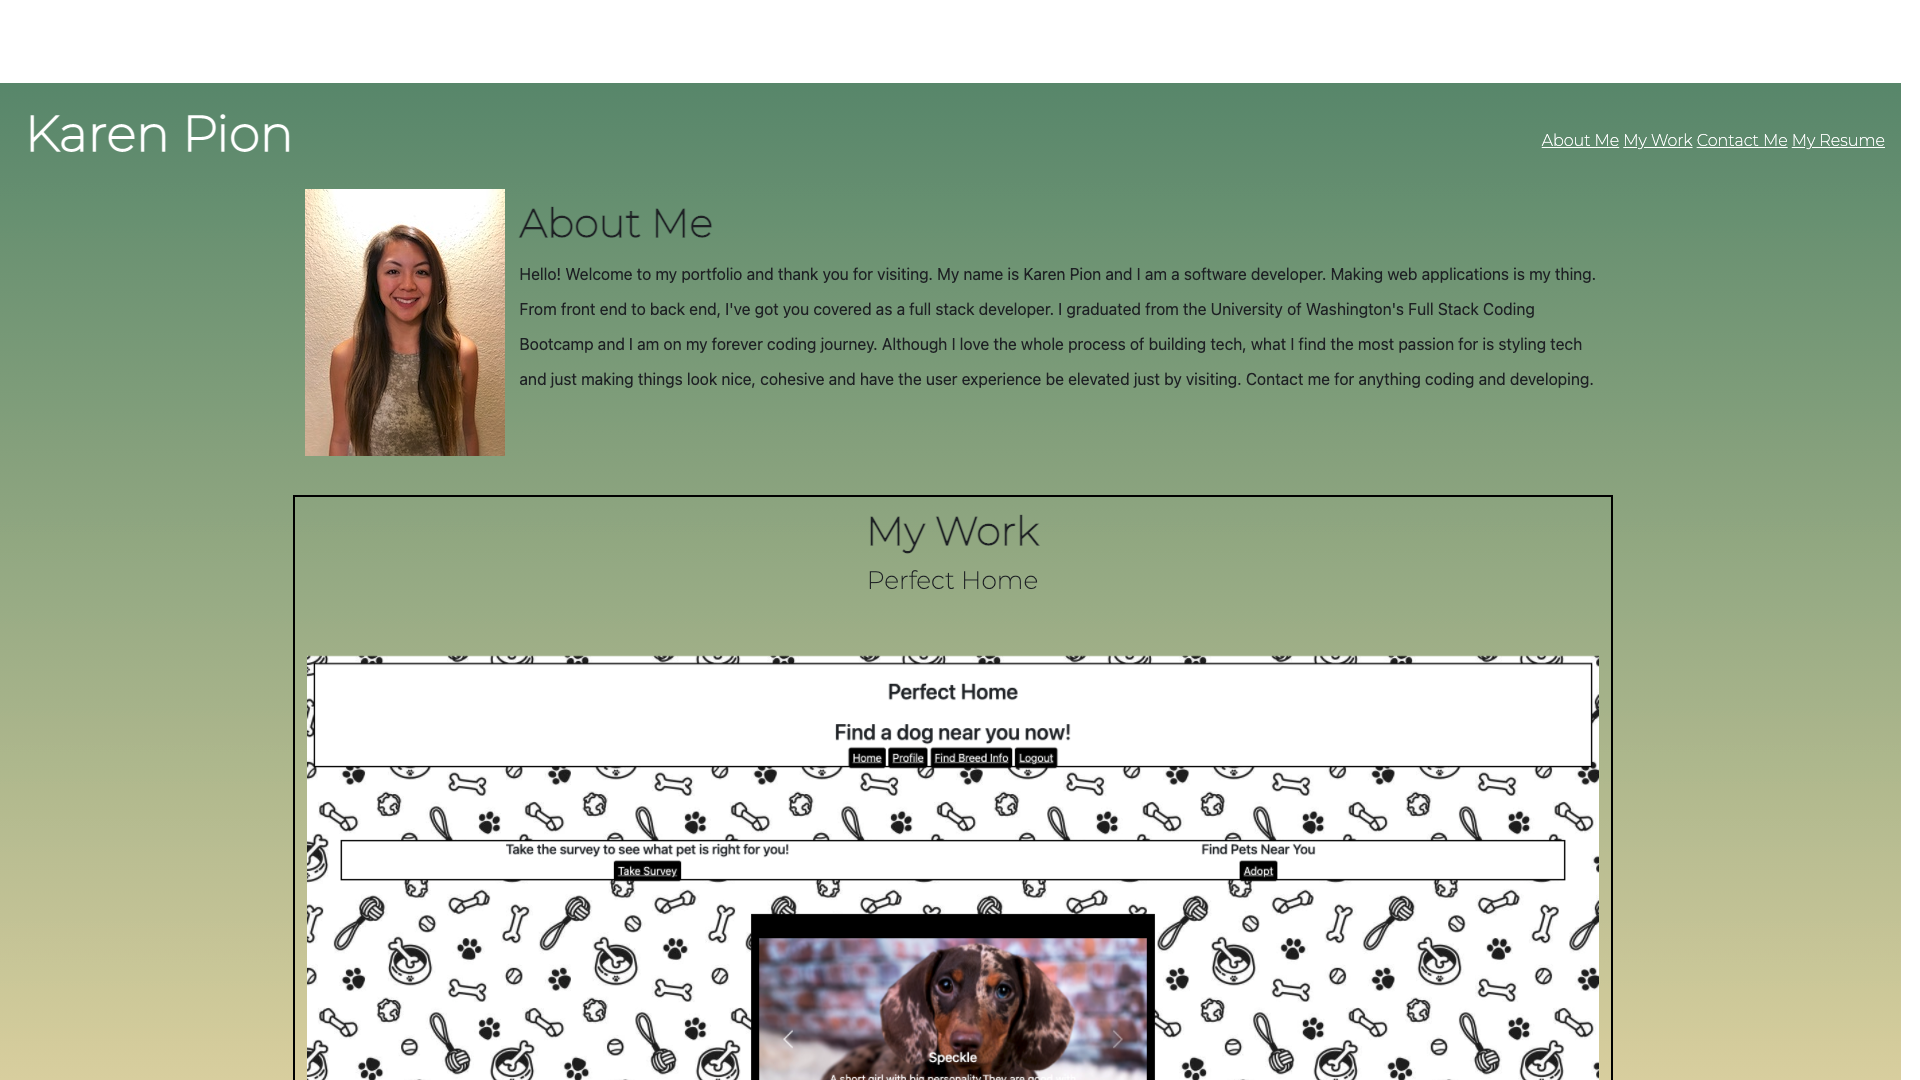 Karen Pion
About Me My Work Contact Me My Resume
About Me
Hello! Welcome to my portfolio and thank you for visiting. My name is Karen Pion and I am a software developer. Making web applications is my thing.
From front end to back end, I've got you covered as a full stack developer. I graduated from the University of Washington's Full Stack Coding
Bootcamp and I am on my forever coding journey. Although I love the whole process of building tech, what I find the most passion for is styling tech
and just making things look nice, cohesive and have the user experience be elevated just by visiting. Contact me for anything coding and developing.
My Work
Perfect Home
Perfect Home
Find a dog near you now!
Home Profile Find Breed Info Logout
Take the survey to see what pet is right for you!
Take Survey
Find Pets Near You
Adopt
Speckle
A short girl with big personality.They are